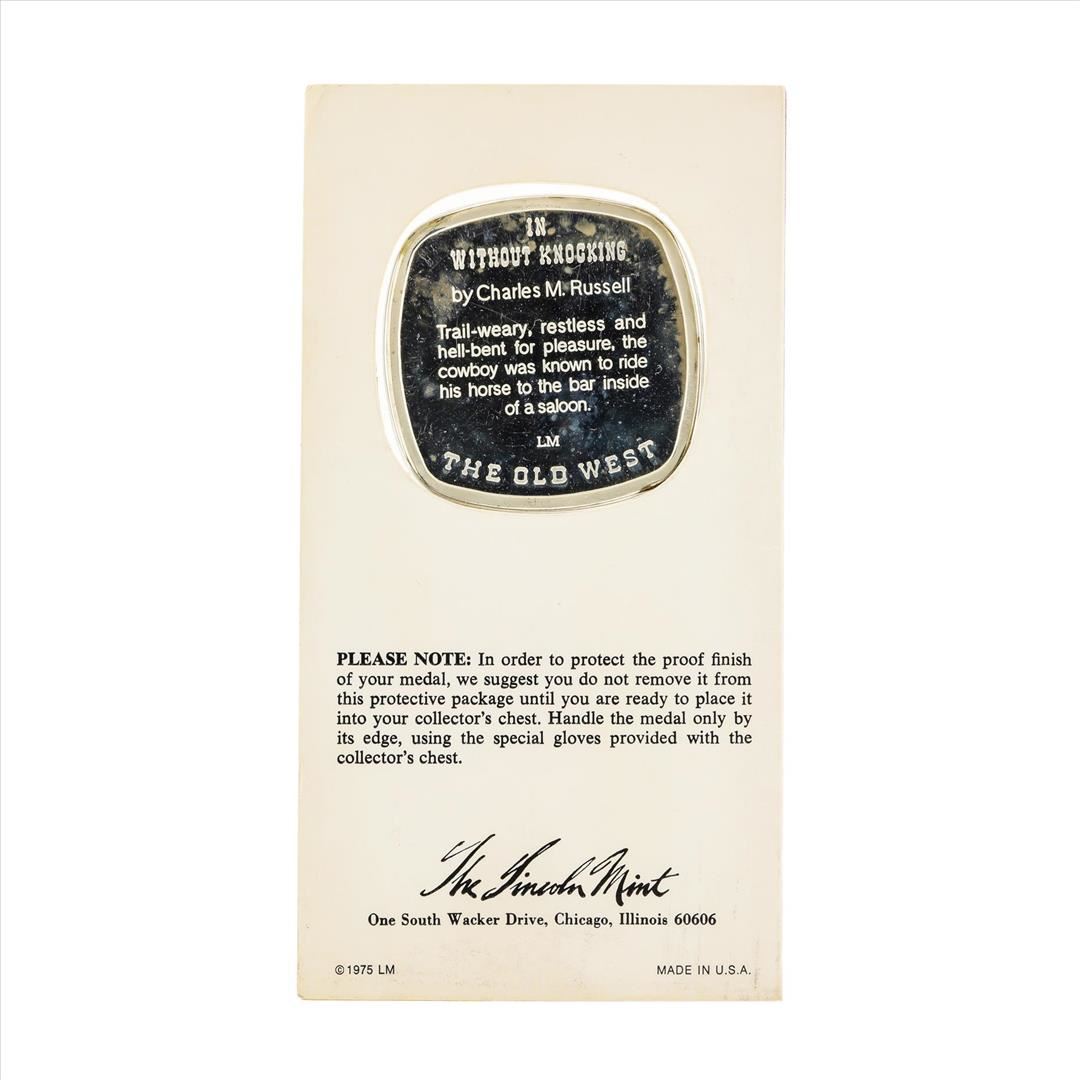 IN
WITHOUT KNOCKING
by Charles M. Russell
Trail-weary, restless and
hell-bent for pleasure, the
cowboy was known to ride
his horse to the bar inside
of a saloon.
LM
THE OLD WEST
PLEASE NOTE: In order to protect the proof finish
of your medal, we suggest you do not remove it from
this protective package until you are ready to place it
into your collector's chest. Handle the medal only by
its edge, using the special gloves provided with the
collector's chest.
The Lincoln Mint
One South Wacker Drive, Chicago, Illinois 60606
©1975 LM
MADE IN U.S.A.